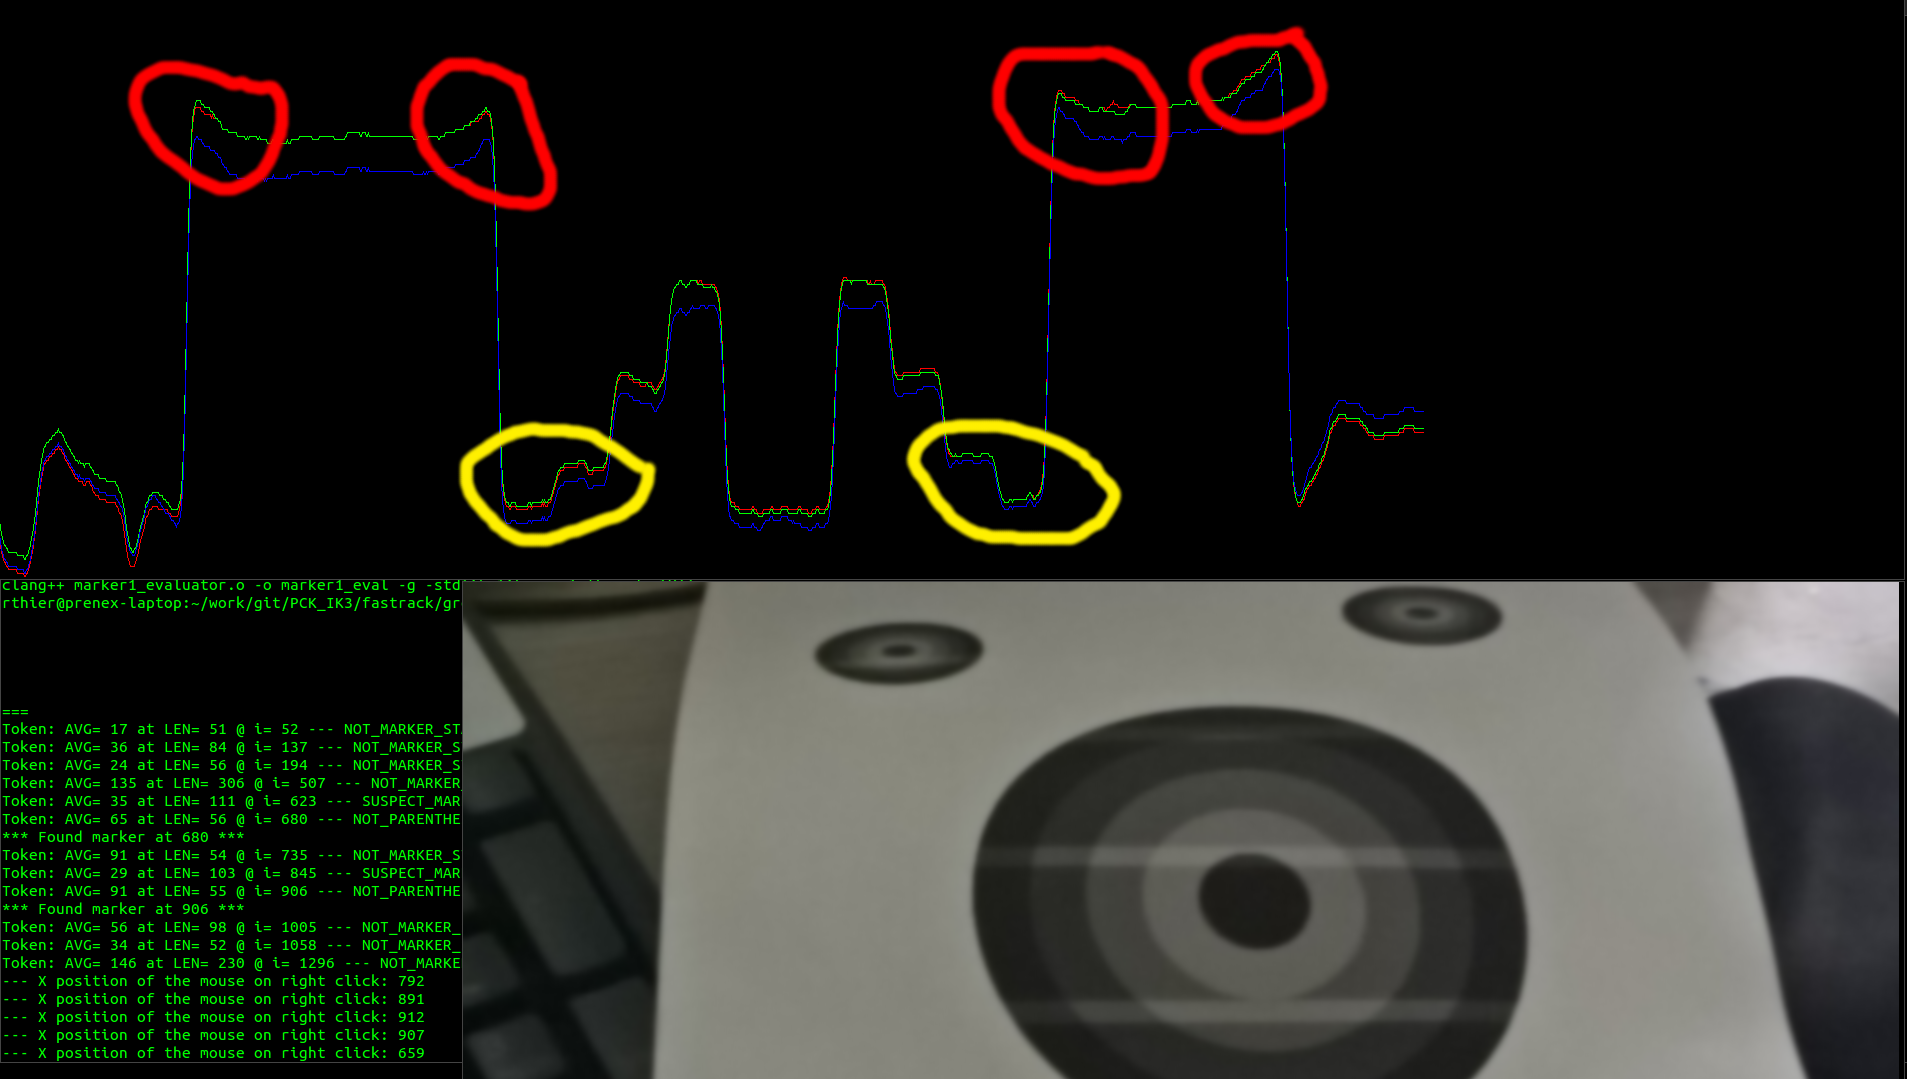 clang++ marker1_evaluator.o -o marker1_eval -g -std
rthier@prenex-laptop:~/work/git/PCK_IK3/fastrack/gr
===
Token: AVG= 17 at LEN= 51 @ i= 52 --- NOT_MARKER_STA
Token: AVG= 36 at LEN= 84 @ i= 137 --- NOT_MARKER_S
Token: AVG= 24 at LEN= 56 @ i= 194 --- NOT_MARKER_S
Token: AVG= 135 at LEN= 306 @ i= 507 --- NOT_MARKER_
Token: AVG= 35 at LEN= 111 @ i= 623 --- SUSPECT_MAR
Token: AVG= 65 at LEN= 56 @ i= 680 --- NOT_PARENTHE
*** Found marker at 680 ***
Token: AVG= 91 at LEN= 54 @ i= 735 --- NOT_MARKER_S
Token: AVG= 29 at LEN= 103 @ i= 845 --- SUSPECT_MAR
Token: AVG= 91 at LEN= 55 @ i= 906 --- NOT_PARENTHE
*** Found marker at 906 ***
Token: AVG= 56 at LEN= 98 @ i= 1005 --- NOT_MARKER_
Token: AVG= 34 at LEN= 52 @ i= 1058 --- NOT_MARKER_
Token: AVG= 146 at LEN= 230 @ i= 1296 --- NOT_MARKE
--- X position of the mouse on right click: 792
--- X position of the mouse on right click: 891
--- X position of the mouse on right click: 912
--- X position of the mouse on right click: 907
--- X position of the mouse on right click: 659